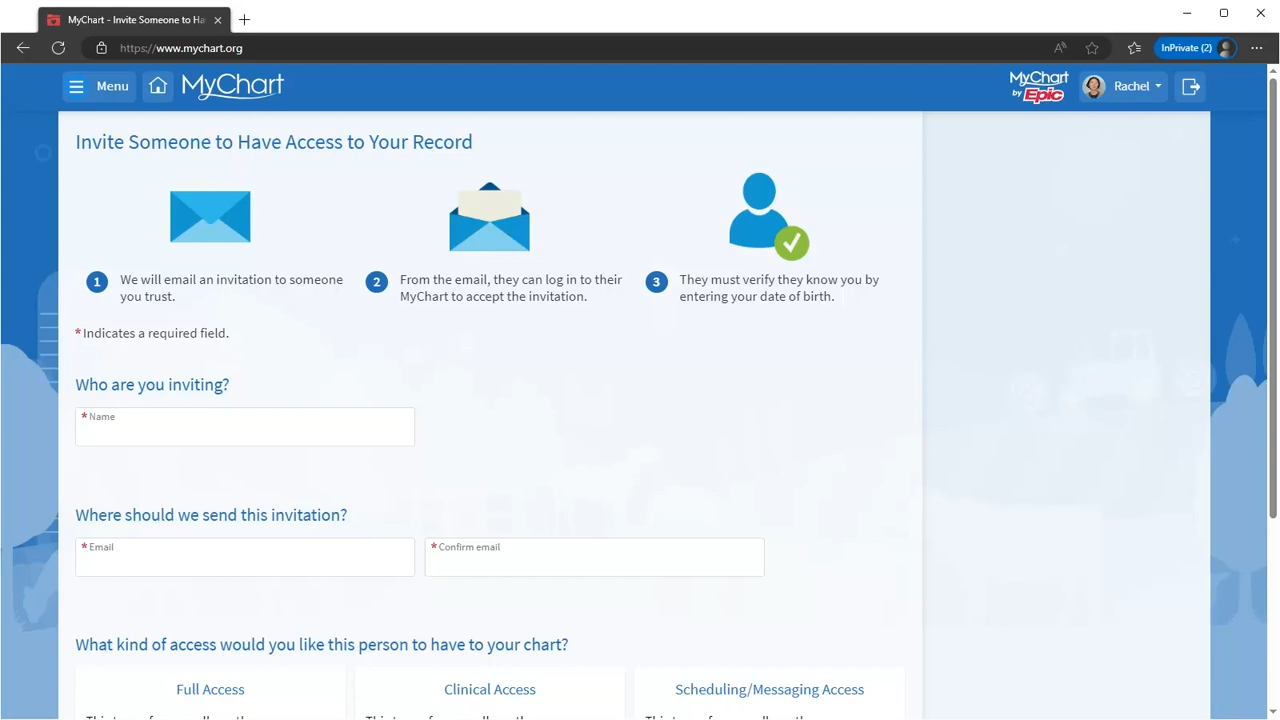 MyChart - Invite Someone to Ha
https://www.mychart.org
InPrivate (2)
Menu
MyChart
MyChart
by Epic
Rachel
Invite Someone to Have Access to Your Record
1 We will email an invitation to someone
you trust.
2 From the email, they can log in to their
MyChart to accept the invitation.
3 They must verify they know you by
entering your date of birth.
* Indicates a required field.
Who are you inviting?
* Name
Where should we send this invitation?
* Email
* Confirm email
What kind of access would you like this person to have to your chart?
Full Access
Clinical Access
Scheduling/Messaging Access